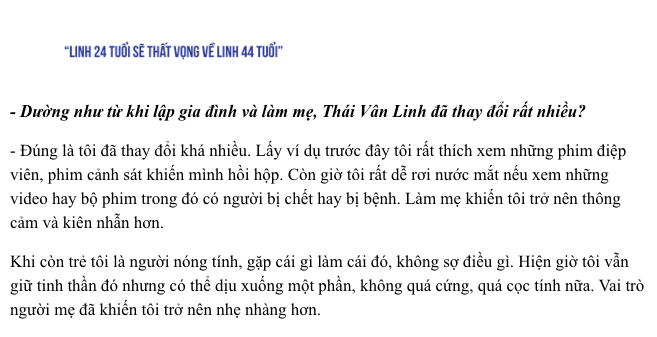 “LINH 24 TUỔI SẼ THẤT VỌNG VỀ LINH 44 TUỔI”
- Dường như từ khi lập gia đình và làm mẹ, Thái Vân Linh đã thay đổi rất nhiều?
- Đúng là tôi đã thay đổi khá nhiều. Lấy ví dụ trước đây tôi rất thích xem những phim điệp
viên, phim cảnh sát khiến mình hồi hộp. Còn giờ tôi rất dễ rơi nước mắt nếu xem những
video hay bộ phim trong đó có người bị chết hay bị bệnh. Làm mẹ khiến tôi trở nên thông
cảm và kiên nhẫn hơn.
Khi còn trẻ tôi là người nóng tính, gặp cái gì làm cái đó, không sợ điều gì. Hiện giờ tôi vẫn
giữ tinh thần đó nhưng có thể dịu xuống một phần, không quá cứng, quá cọc tính nữa. Vai trò
người mẹ đã khiến tôi trở nên nhẹ nhàng hơn.